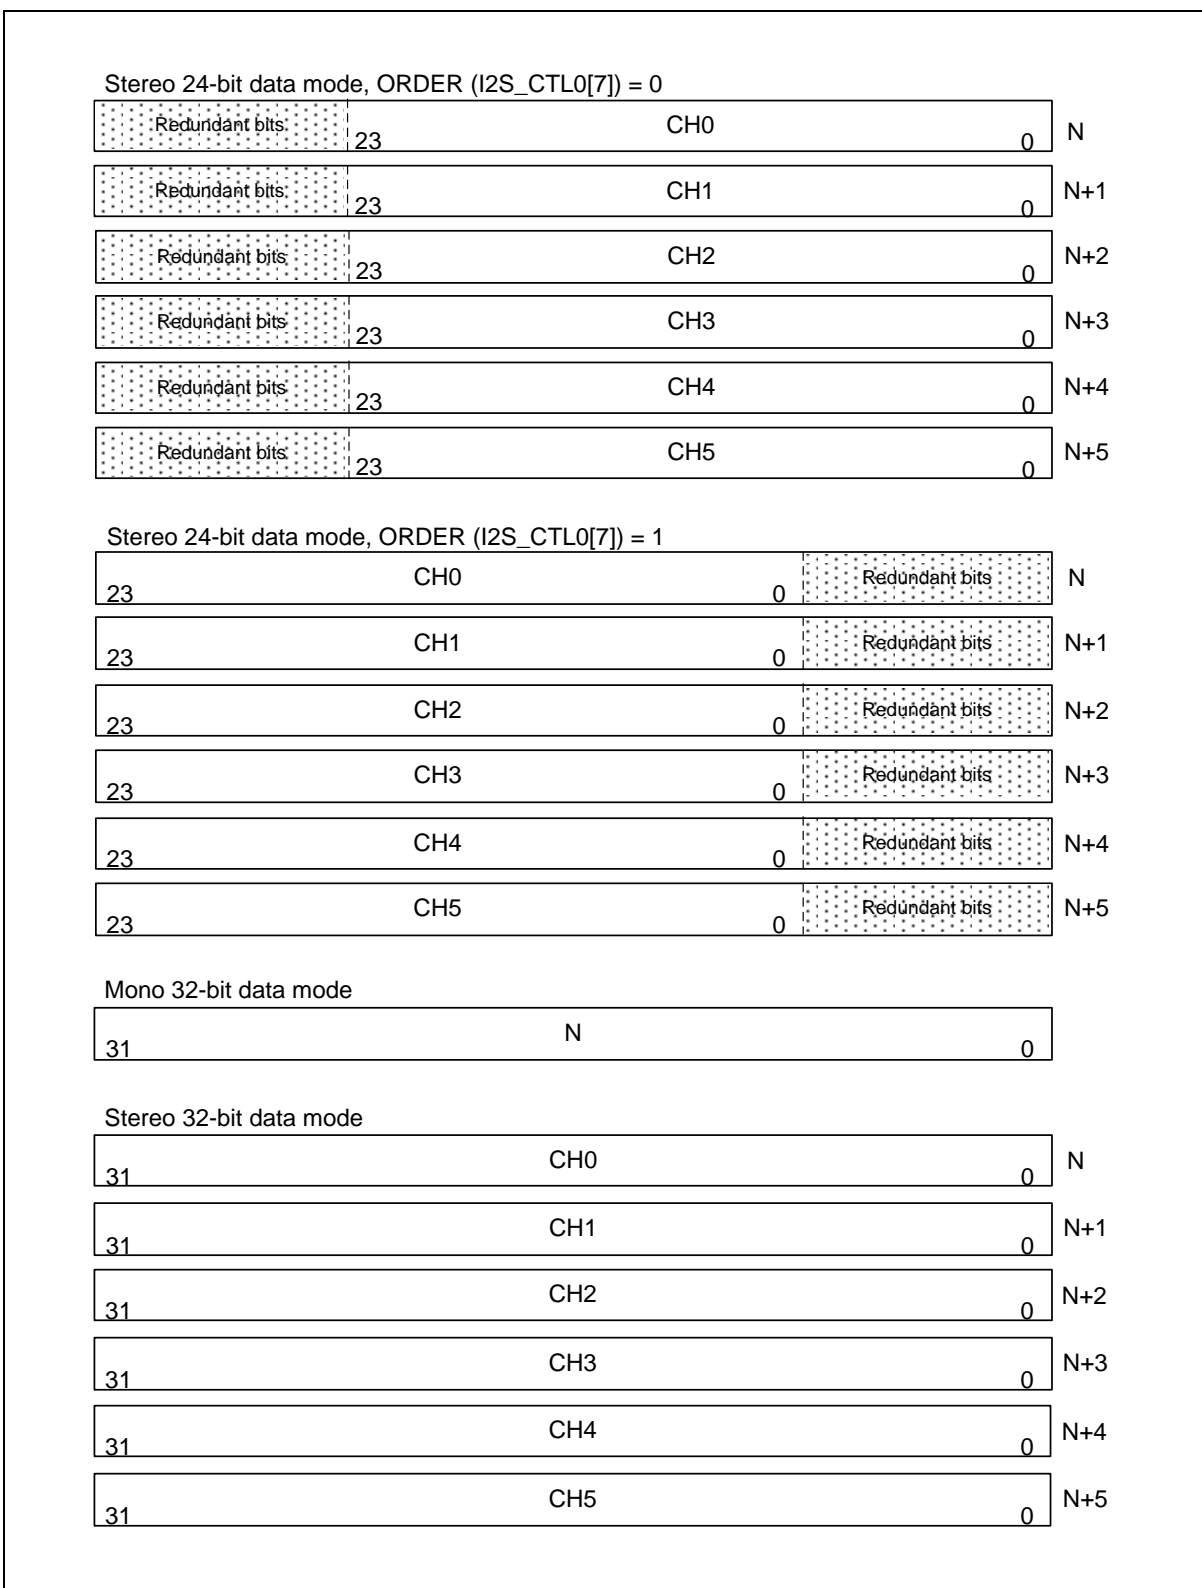 Stereo 24-bit data mode, ORDER (I2S_CTL0[7]) = 0
Redundant bits 23 CH0 0 N
Redundant bits 23 CH1 0 N+1
Redundant bits 23 CH2 0 N+2
Redundant bits 23 CH3 0 N+3
Redundant bits 23 CH4 0 N+4
Redundant bits 23 CH5 0 N+5
Stereo 24-bit data mode, ORDER (I2S_CTL0[7]) = 1
23 CH0 0 Redundant bits N
23 CH1 0 Redundant bits N+1
23 CH2 0 Redundant bits N+2
23 CH3 0 Redundant bits N+3
23 CH4 0 Redundant bits N+4
23 CH5 0 Redundant bits N+5
Mono 32-bit data mode
31 N 0
Stereo 32-bit data mode
31 CH0 0 N
31 CH1 0 N+1
31 CH2 0 N+2
31 CH3 0 N+3
31 CH4 0 N+4
31 CH5 0 N+5